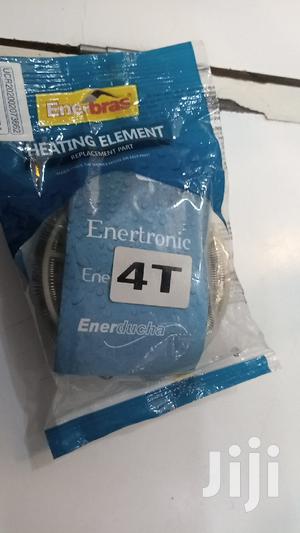 Enerbras
HEATING ELEMENT
REPLACEMENT PART
Enertronic
Ene
4T
Enerducha
Jiji